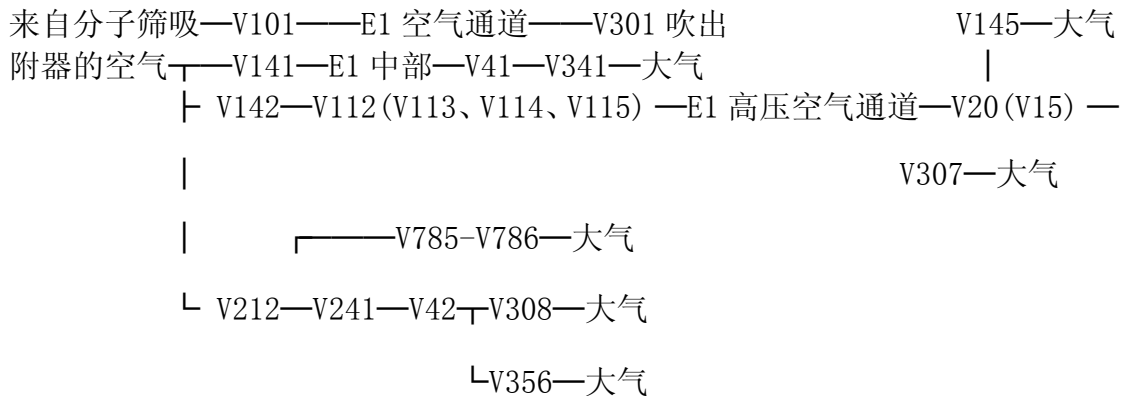 来自分子筛吸—V101——E1 空气通道——V301 吹出 V145—大气
附器的空气┬—V141—E1 中部—V41—V341—大气 │
├ V142—V112(V113、V114、V115) —E1 高压空气通道—V20(V15) —
│ V307—大气
│ ┌———V785-V786—大气
└ V212—V241—V42┬V308—大气
└V356—大气